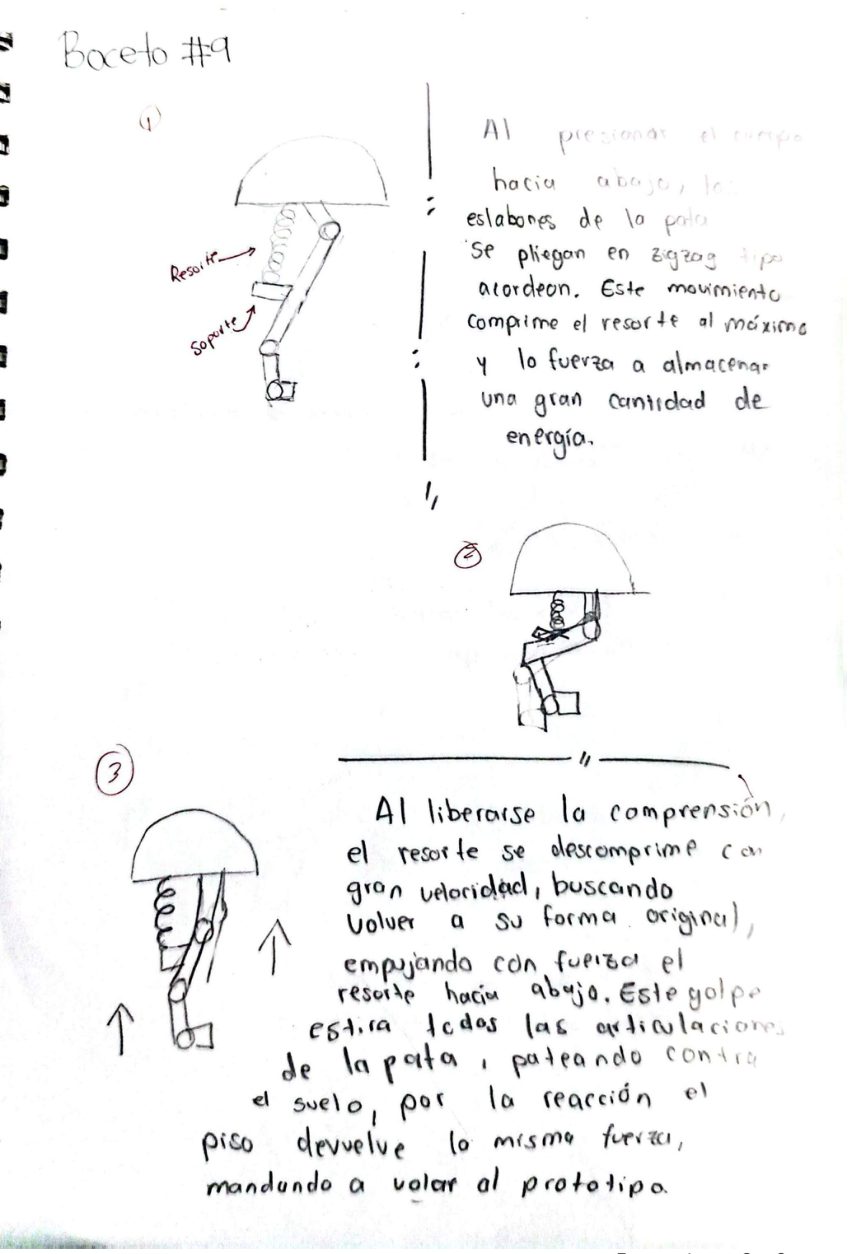 Boceto #9
1
Al presionar el cuerpo
hacia abajo, los
eslabones de la pata
se pliegan en zigzag tipo
acordeon. Este movimiento
comprime el resorte al máximo
y lo fuerza a almacenar
una gran cantidad de
energía.
Resorte
Soporte
2
3
Al liberarse la comprensión,
el resorte se descomprime con
gran velocidad, buscando
volver a su forma original,
empujando con fuerza el
resorte hacia abajo. Este golpe
estira todas las articulaciones
de la pata, pateando contra
el suelo, por la reacción el
piso devuelve la misma fuerza,
mandando a volar al prototipo.